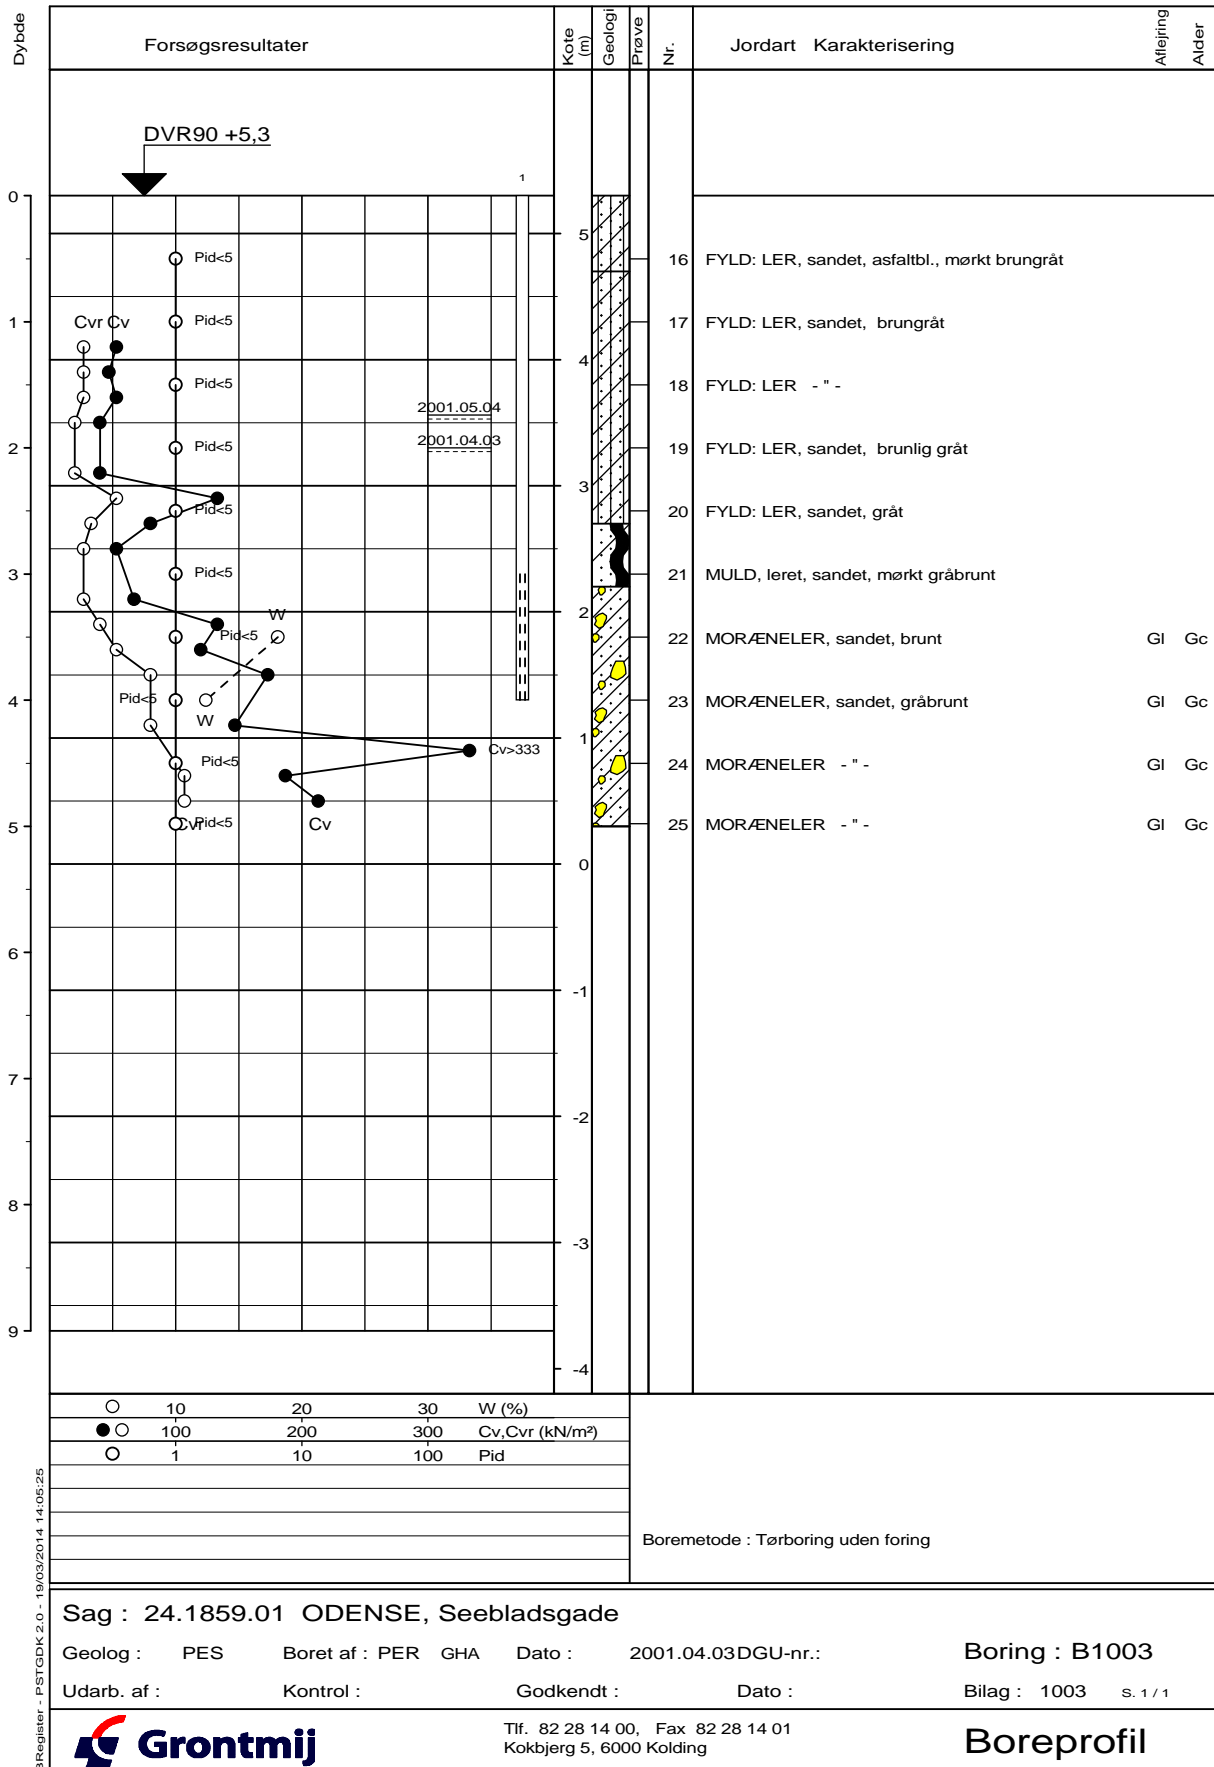 Dybde Forsøgsresultater Kote (m) Geologi Prøve Nr. Jordart Karakterisering Aflejring Alder
DVR90 +5,3
1
0
5
Pid<5 16 FYLD: LER, sandet, asfaltbl., mørkt brungråt
1 Cvr Cv Pid<5 17 FYLD: LER, sandet, brungråt
4
Pid<5 18 FYLD: LER - " -
2001.05.04
2 Pid<5 2001.04.03 19 FYLD: LER, sandet, brunlig gråt
3
Pid<5 20 FYLD: LER, sandet, gråt
3 Pid<5 21 MULD, leret, sandet, mørkt gråbrunt
2
W
Pid<5 22 MORÆNELER, sandet, brunt Gl Gc
4 Pid<5 W 23 MORÆNELER, sandet, gråbrunt Gl Gc
1
Cv>333
Pid<5 24 MORÆNELER - " - Gl Gc
5 Cvr Pid<5 Cv 25 MORÆNELER - " - Gl Gc
0
6
-1
7
-2
8
-3
9
-4
10 20 30 W (%)
100 200 300 Cv,Cvr (kN/m²)
1 10 100 Pid
Boremetode : Tørboring uden foring
BRegister - PSTGDK 2.0 - 19/03/2014 14:05:25
Sag : 24.1859.01 ODENSE, Seebladsgade
Geolog : PES Boret af : PER GHA Dato : 2001.04.03 DGU-nr.: Boring : B1003
Udarb. af : Kontrol : Godkendt : Dato : Bilag : 1003 S. 1 / 1
Grontmij
Tlf. 82 28 14 00, Fax 82 28 14 01
Kokbjerg 5, 6000 Kolding
Boreprofil